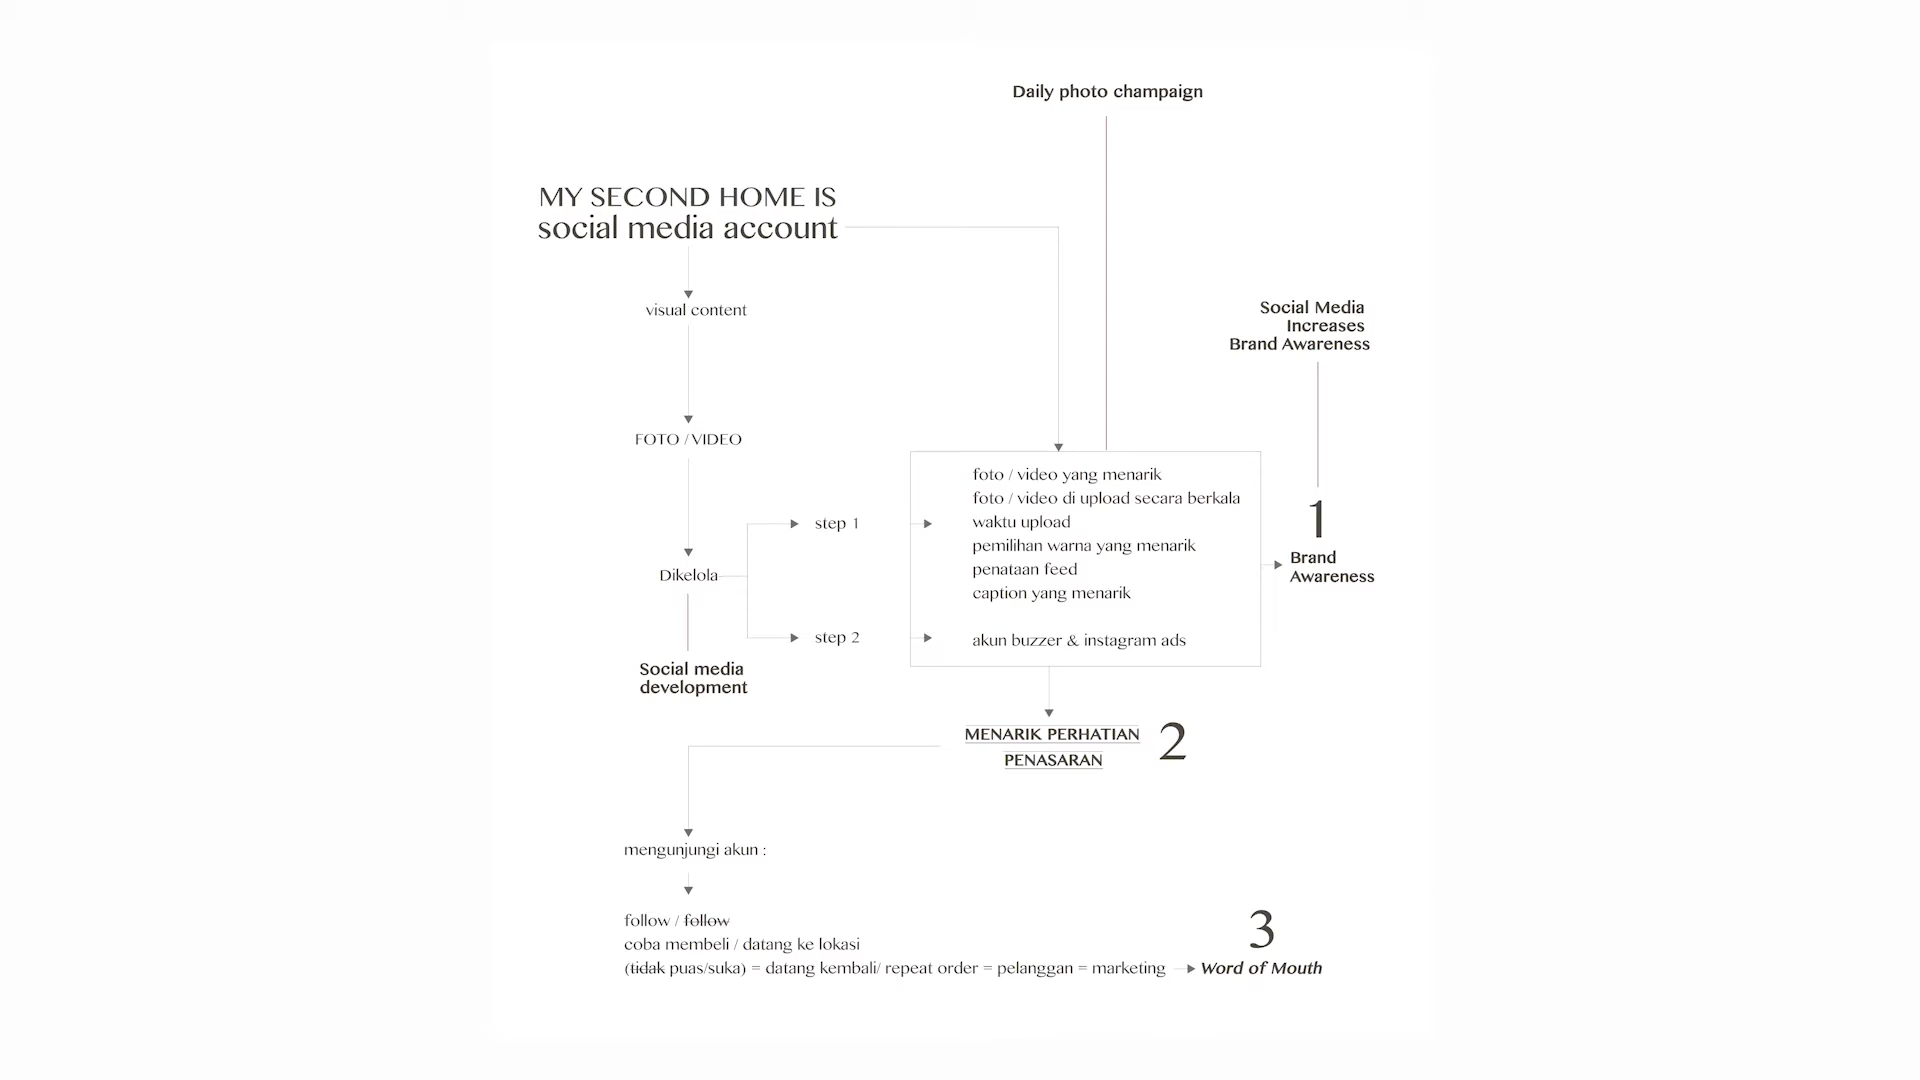 Daily photo champaign
MY SECOND HOME IS
social media account
visual content
Social Media
Increases
Brand Awareness
FOTO / VIDEO
foto / video yang menarik
foto / video di upload secara berkala
waktu upload
pemilihan warna yang menarik
penataan feed
caption yang menarik
step 1
1
Brand
Awareness
Dikelola
step 2
akun buzzer & instagram ads
Social media
development
MENARIK PERHATIAN
PENASARAN
2
mengunjungi akun :
follow / follow
coba membeli / datang ke lokasi
(tidak puas/suka) = datang kembali/ repeat order = pelanggan = marketing
3
Word of Mouth